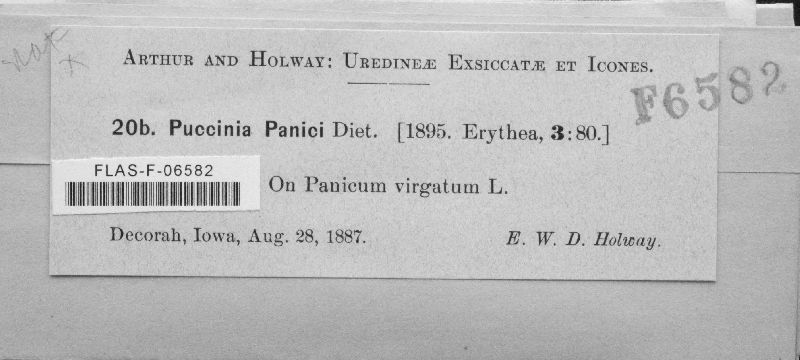 ARTHUR AND HOLWAY: UREDINEÆ EXSICCATÆ ET ICONES.
F6582
20b. Puccinia Panici Diet. [1895. Erythea, 3:80.]
FLAS-F-06582
On Panicum virgatum L.
Decorah, Iowa, Aug. 28, 1887.
E. W. D. Holway.